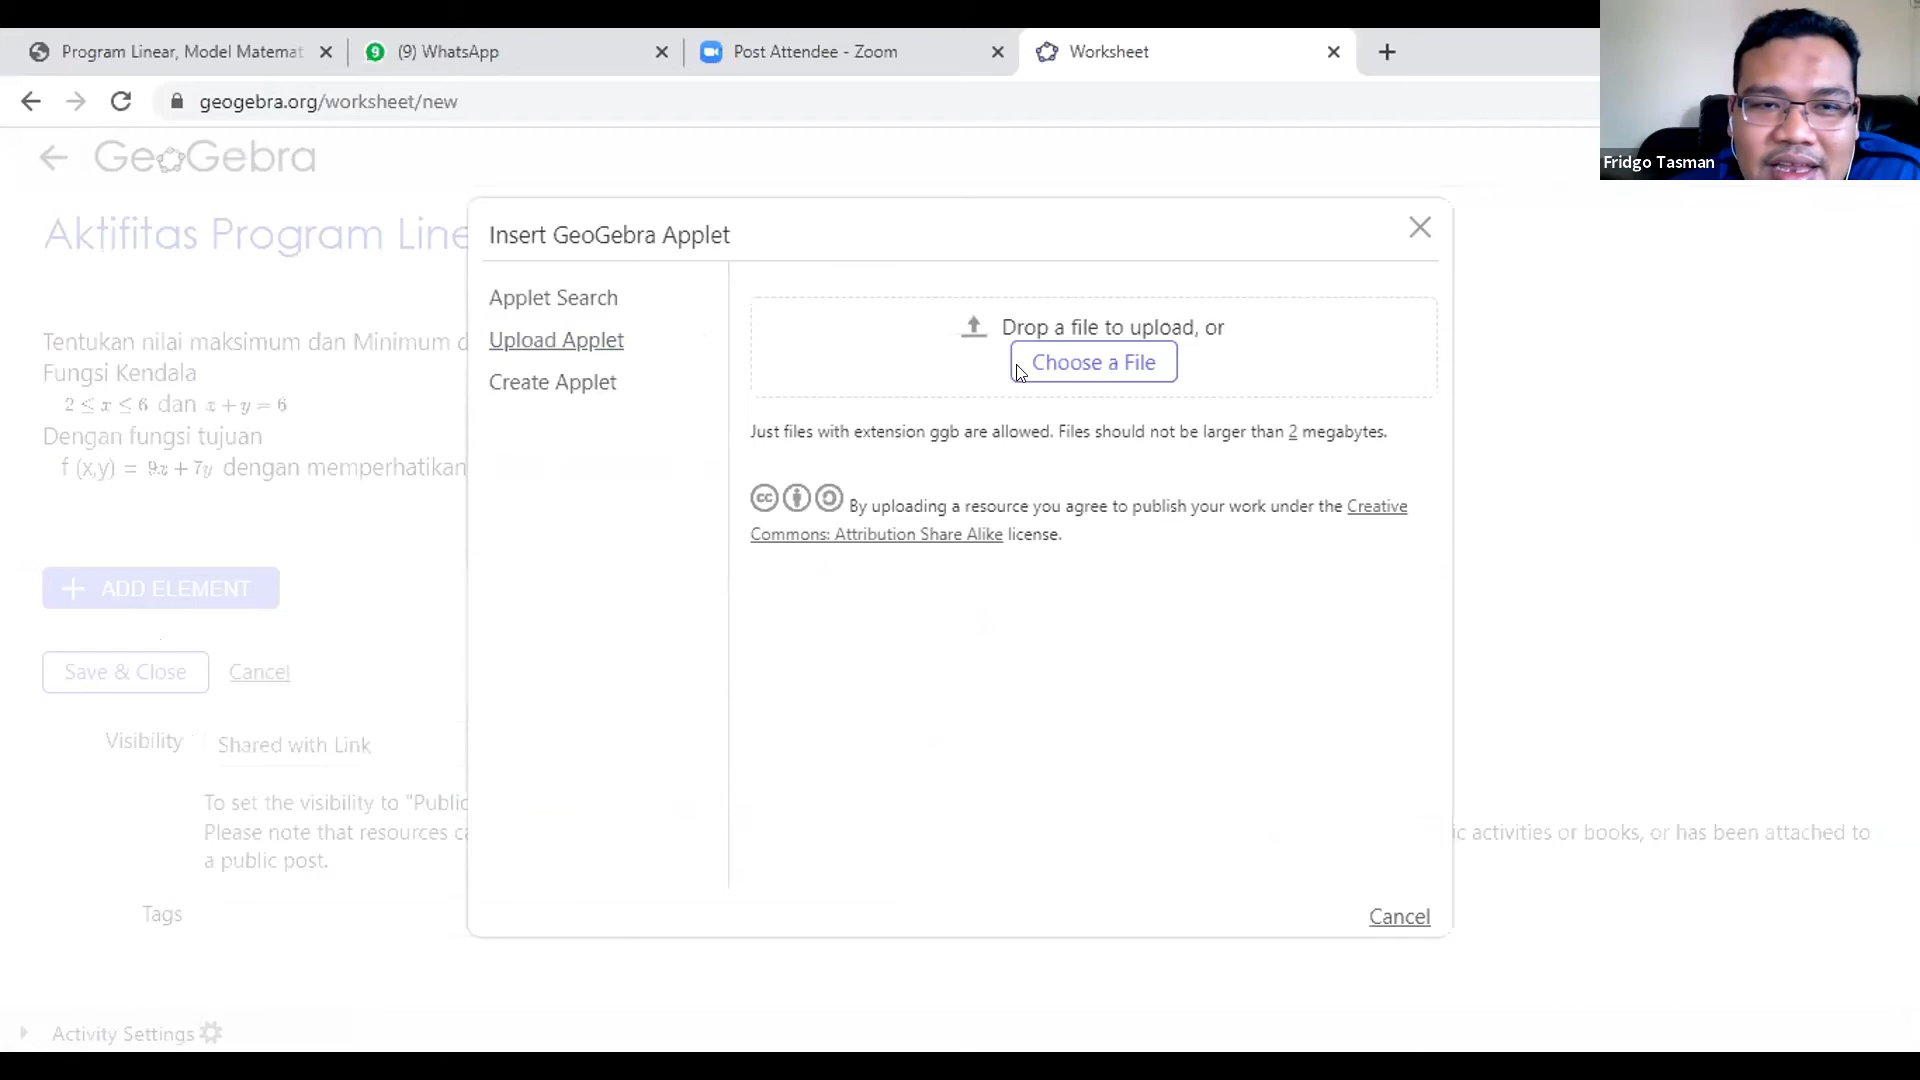 Program Linear, Model Matemat
9
(9) WhatsApp
Post Attendee - Zoom
Worksheet
geogebra.org/worksheet/new
Fridgo Tasman
GeoGebra
Aktifitas Program Line
Insert GeoGebra Applet
Applet Search
Upload Applet
Create Applet
Drop a file to upload, or
Choose a File
Just files with extension ggb are allowed. Files should not be larger than 2 megabytes.
cc
By uploading a resource you agree to publish your work under the Creative
Commons: Attribution Share Alike license.
Cancel
Tentukan nilai maksimum dan Minimum d
Fungsi Kendala
2 ≤ x ≤ 6 dan x + y = 6
Dengan fungsi tujuan
f (x,y) = 9x + 7y dengan memperhatikan
ADD ELEMENT
Save & Close
Cancel
Visibility
Shared with Link
To set the visibility to "Public
Please note that resources ca
ic activities or books, or has been attached to
a public post.
Tags
Activity Settings